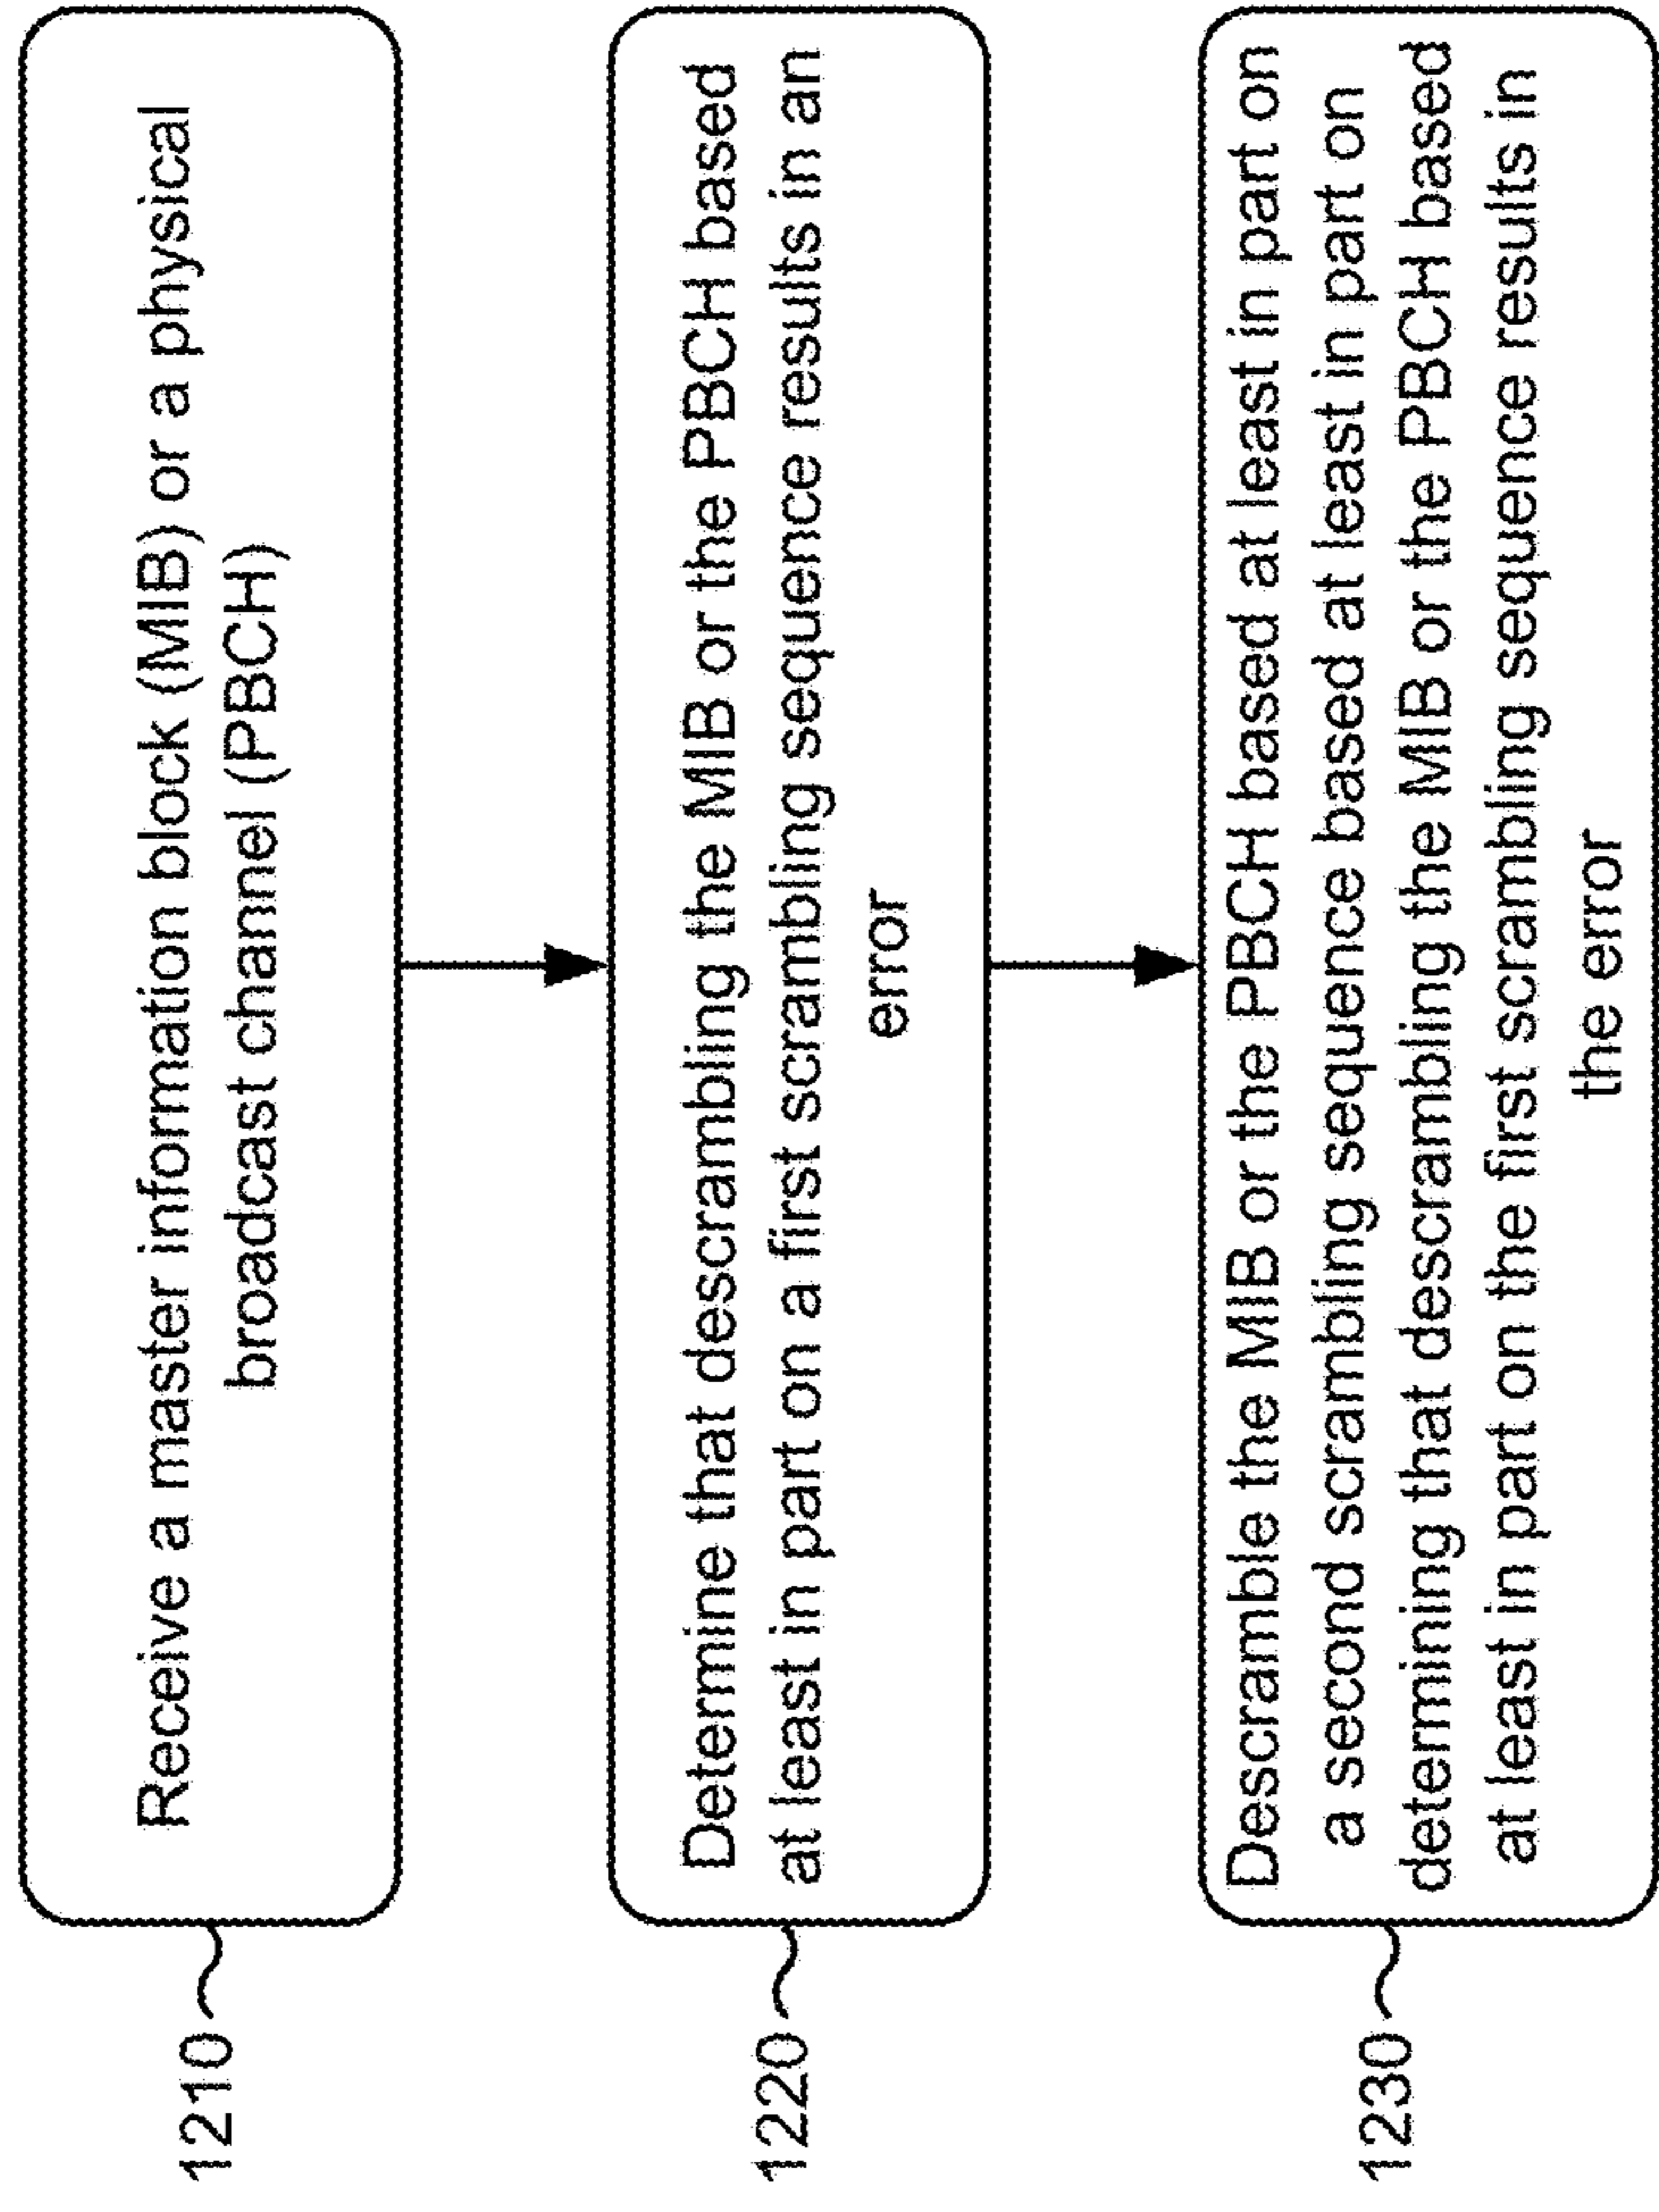 1210
Receive a master information block (MIB) or a physical
broadcast channel (PBCH)
1220
Determine that descrambling the MIB or the PBCH based
at least in part on a first scrambling sequence results in an
error
1230
Descramble the MIB or the PBCH based at least in part on
a second scrambling sequence based at least in part on
determining that descrambling the MIB or the PBCH based
at least in part on the first scrambling sequence results in
the error